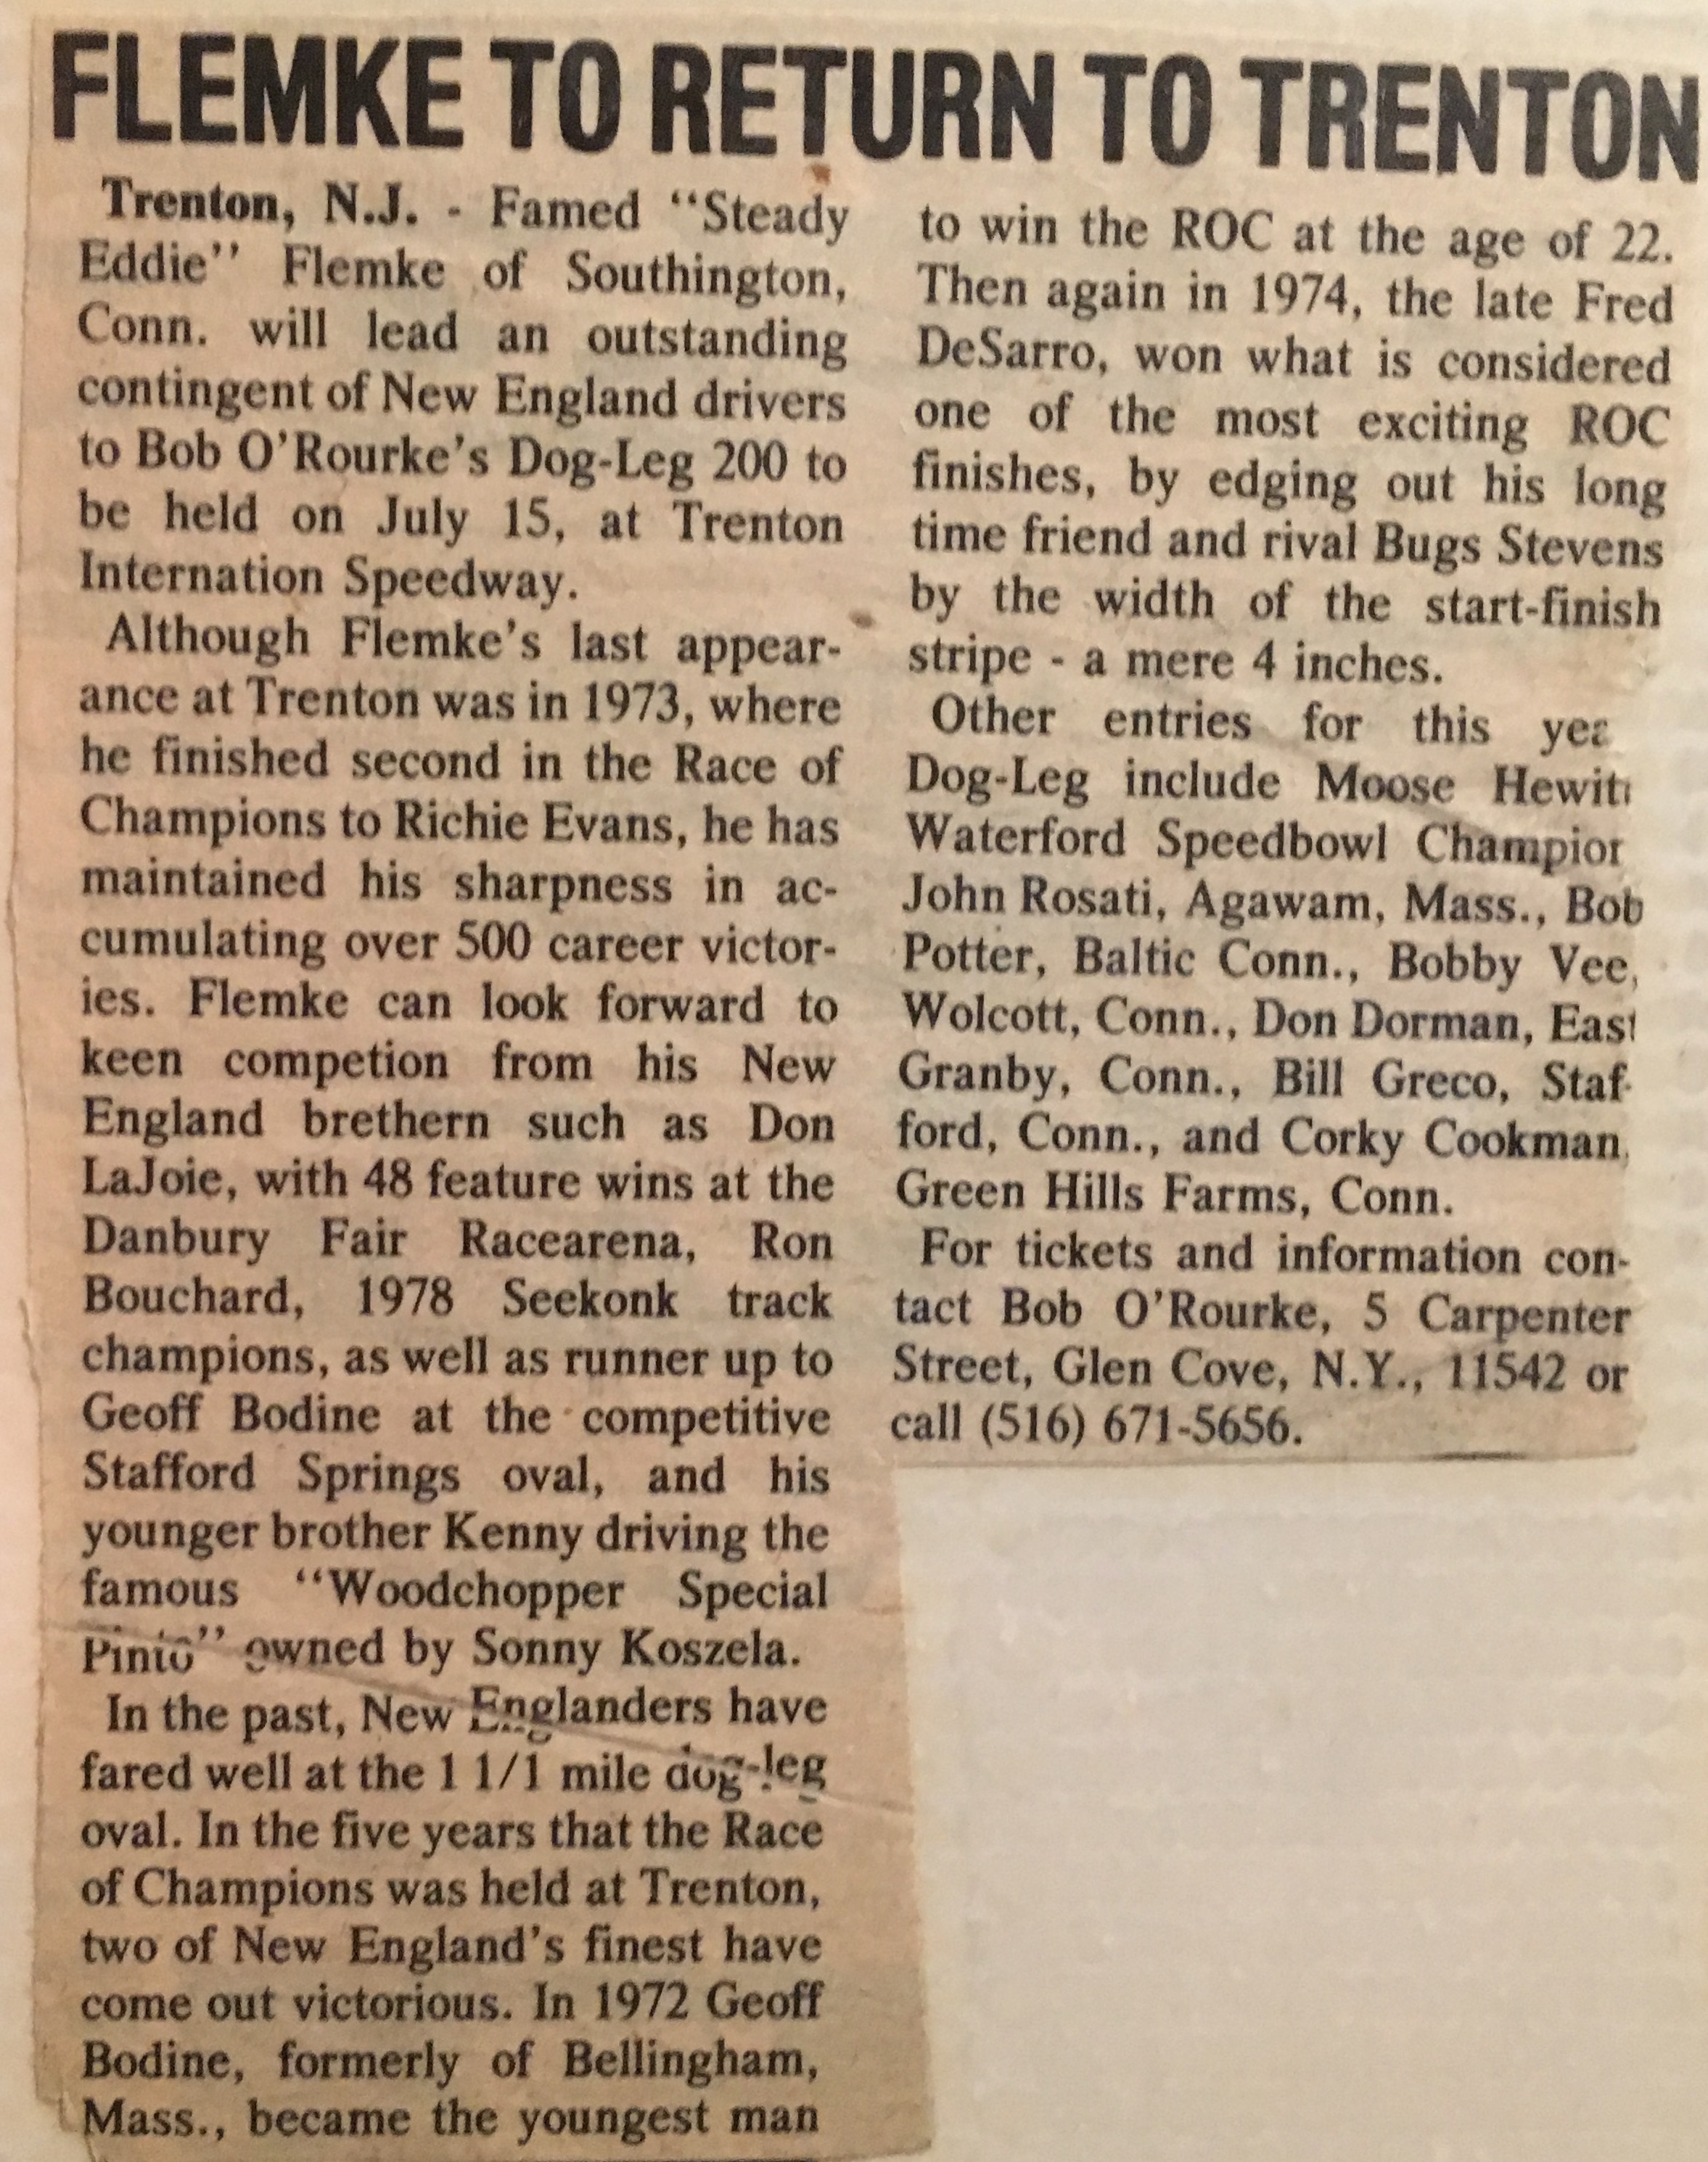 FLEMKE TO RETURN TO TRENTON
Trenton, N.J. - Famed "Steady
Eddie" Flemke of Southington,
Conn. will lead an outstanding
contingent of New England drivers
to Bob O'Rourke's Dog-Leg 200 to
be held on July 15, at Trenton
Internation Speedway.
Although Flemke's last appear-
ance at Trenton was in 1973, where
he finished second in the Race of
Champions to Richie Evans, he has
maintained his sharpness in ac-
cumulating over 500 career victor-
ies. Flemke can look forward to
keen competion from his New
England brethern such as Don
LaJoie, with 48 feature wins at the
Danbury Fair Racearena, Ron
Bouchard, 1978 Seekonk track
champions, as well as runner up to
Geoff Bodine at the competitive
Stafford Springs oval, and his
younger brother Kenny driving the
famous "Woodchopper Special
Pinto" owned by Sonny Koszela.
In the past, New Englanders have
fared well at the 1 1/1 mile dog-leg
oval. In the five years that the Race
of Champions was held at Trenton,
two of New England's finest have
come out victorious. In 1972 Geoff
Bodine, formerly of Bellingham,
Mass., became the youngest man
to win the ROC at the age of 22.
Then again in 1974, the late Fred
DeSarro, won what is considered
one of the most exciting ROC
finishes, by edging out his long
time friend and rival Bugs Stevens
by the width of the start-finish
stripe - a mere 4 inches.
Other entries for this
Dog-Leg include Moose
Waterford Speedbowl Champion
John Rosati, Agawam, Mass., Bob
Potter, Baltic Conn., Bobby Vee,
Wolcott, Conn., Don Dorman, East
Granby, Conn., Bill Greco, Staf-
ford, Conn., and Corky Cookman,
Green Hills Farms, Conn.
For tickets and information con-
tact Bob O'Rourke, 5 Carpenter
Street, Glen Cove, N.Y., 11542 or
call (516) 671-5656.